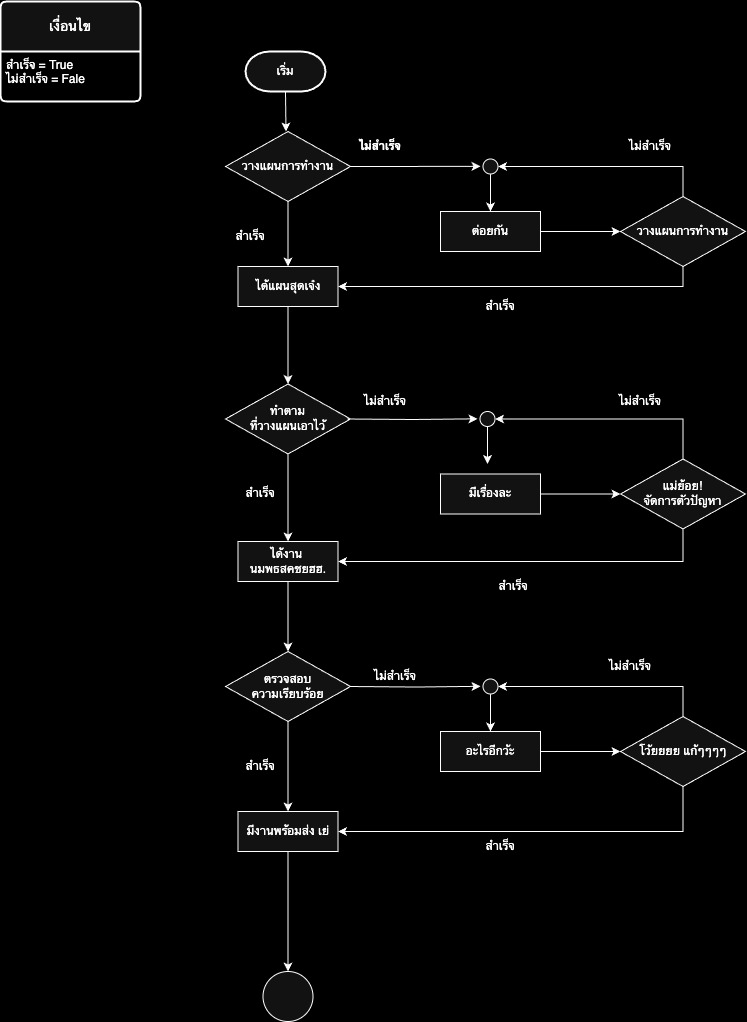 เงื่อนไข
สำเร็จ = True
ไม่สำเร็จ = Fale
เริ่ม
วางแผนการทำงาน
ไม่สำเร็จ
ไม่สำเร็จ
สำเร็จ
ต่อยกัน
วางแผนการทำงาน
ได้แผนสุดเจ๋ง
สำเร็จ
ทำตาม
ที่วางแผนเอาไว้
ไม่สำเร็จ
ไม่สำเร็จ
สำเร็จ
มีเรื่องละ
แม่ย้อย!
จัดการตัวปัญหา
ได้งาน
นมพธสคชยฮฮ.
สำเร็จ
ตรวจสอบ
ความเรียบร้อย
ไม่สำเร็จ
ไม่สำเร็จ
สำเร็จ
อะไรอีกวะ้
โว้ยยยย แก้ๆๆๆๆ
มีงานพร้อมส่ง เย่
สำเร็จ